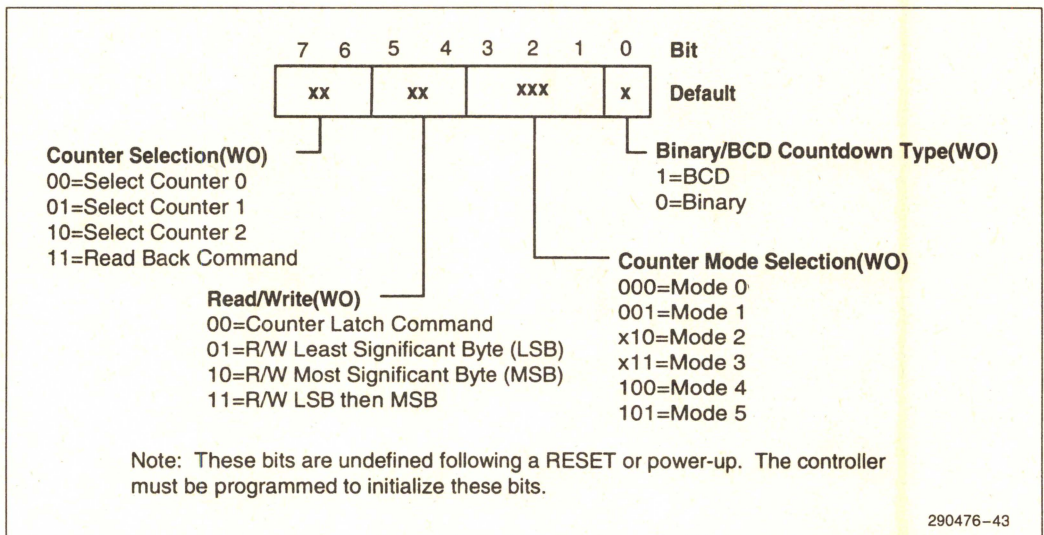 7 6 5 4 3 2 1 0 Bit
xx xx xxx x Default
Counter Selection(WO)
00=Select Counter 0
01=Select Counter 1
10=Select Counter 2
11=Read Back Command
Binary/BCD Countdown Type(WO)
1=BCD
0=Binary
Read/Write(WO)
00=Counter Latch Command
01=R/W Least Significant Byte (LSB)
10=R/W Most Significant Byte (MSB)
11=R/W LSB then MSB
Counter Mode Selection(WO)
000=Mode 0
001=Mode 1
x10=Mode 2
x11=Mode 3
100=Mode 4
101=Mode 5
Note: These bits are undefined following a RESET or power-up. The controller
must be programmed to initialize these bits.
290476–43